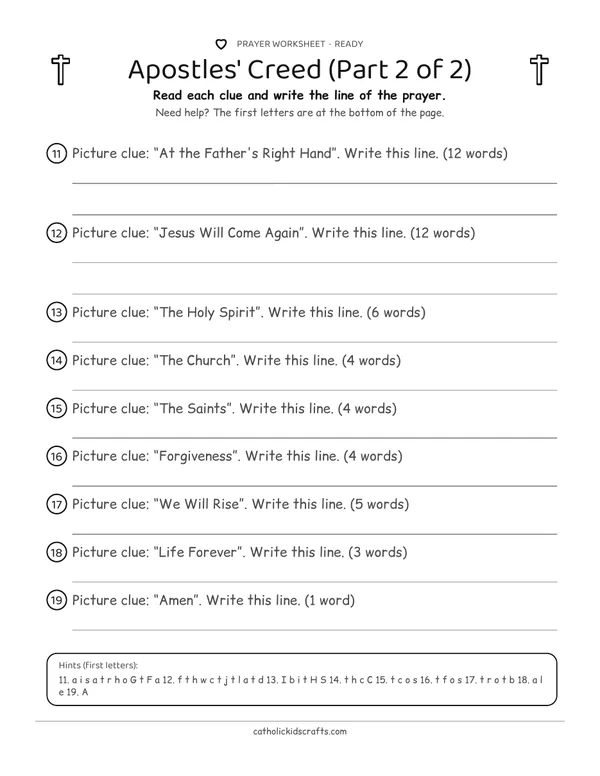 PRAYER WORKSHEET · READY
Apostles' Creed (Part 2 of 2)
Read each clue and write the line of the prayer.
Need help? The first letters are at the bottom of the page.
11 Picture clue: "At the Father's Right Hand". Write this line. (12 words)
12 Picture clue: "Jesus Will Come Again". Write this line. (12 words)
13 Picture clue: "The Holy Spirit". Write this line. (6 words)
14 Picture clue: "The Church". Write this line. (4 words)
15 Picture clue: "The Saints". Write this line. (4 words)
16 Picture clue: "Forgiveness". Write this line. (4 words)
17 Picture clue: "We Will Rise". Write this line. (5 words)
18 Picture clue: "Life Forever". Write this line. (3 words)
19 Picture clue: "Amen". Write this line. (1 word)
Hints (first letters):
11. a i s a t r h o G t F a 12. f t h w c t j t l a t d 13. I b i t H S 14. t h c C 15. t c o s 16. t f o s 17. t r o t b 18. a l
e 19. A
catholickidscrafts.com